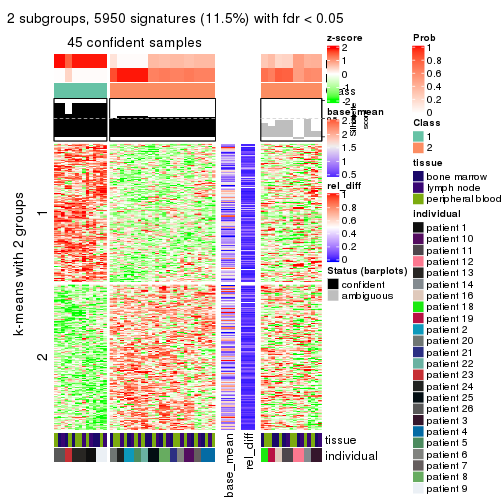 2 subgroups, 5950 signatures (11.5%) with fdr < 0.05
45 confident samples
k-means with 2 groups
1
2
base_mean
rel_diff
tissue
individual
z-score
2
1
0
-1
-2
base_mean
2.5
2
1.5
1
0.5
rel_diff
1
0.8
0.6
0.4
0.2
0
Status (barplots)
confident
ambiguous
Prob
1
0.8
0.6
0.4
0.2
0
Class
1
2
tissue
bone marrow
lymph node
peripheral blood
individual
patient 1
patient 10
patient 11
patient 12
patient 13
patient 14
patient 16
patient 18
patient 19
patient 2
patient 20
patient 21
patient 22
patient 23
patient 24
patient 25
patient 26
patient 3
patient 4
patient 5
patient 6
patient 7
patient 8
patient 9